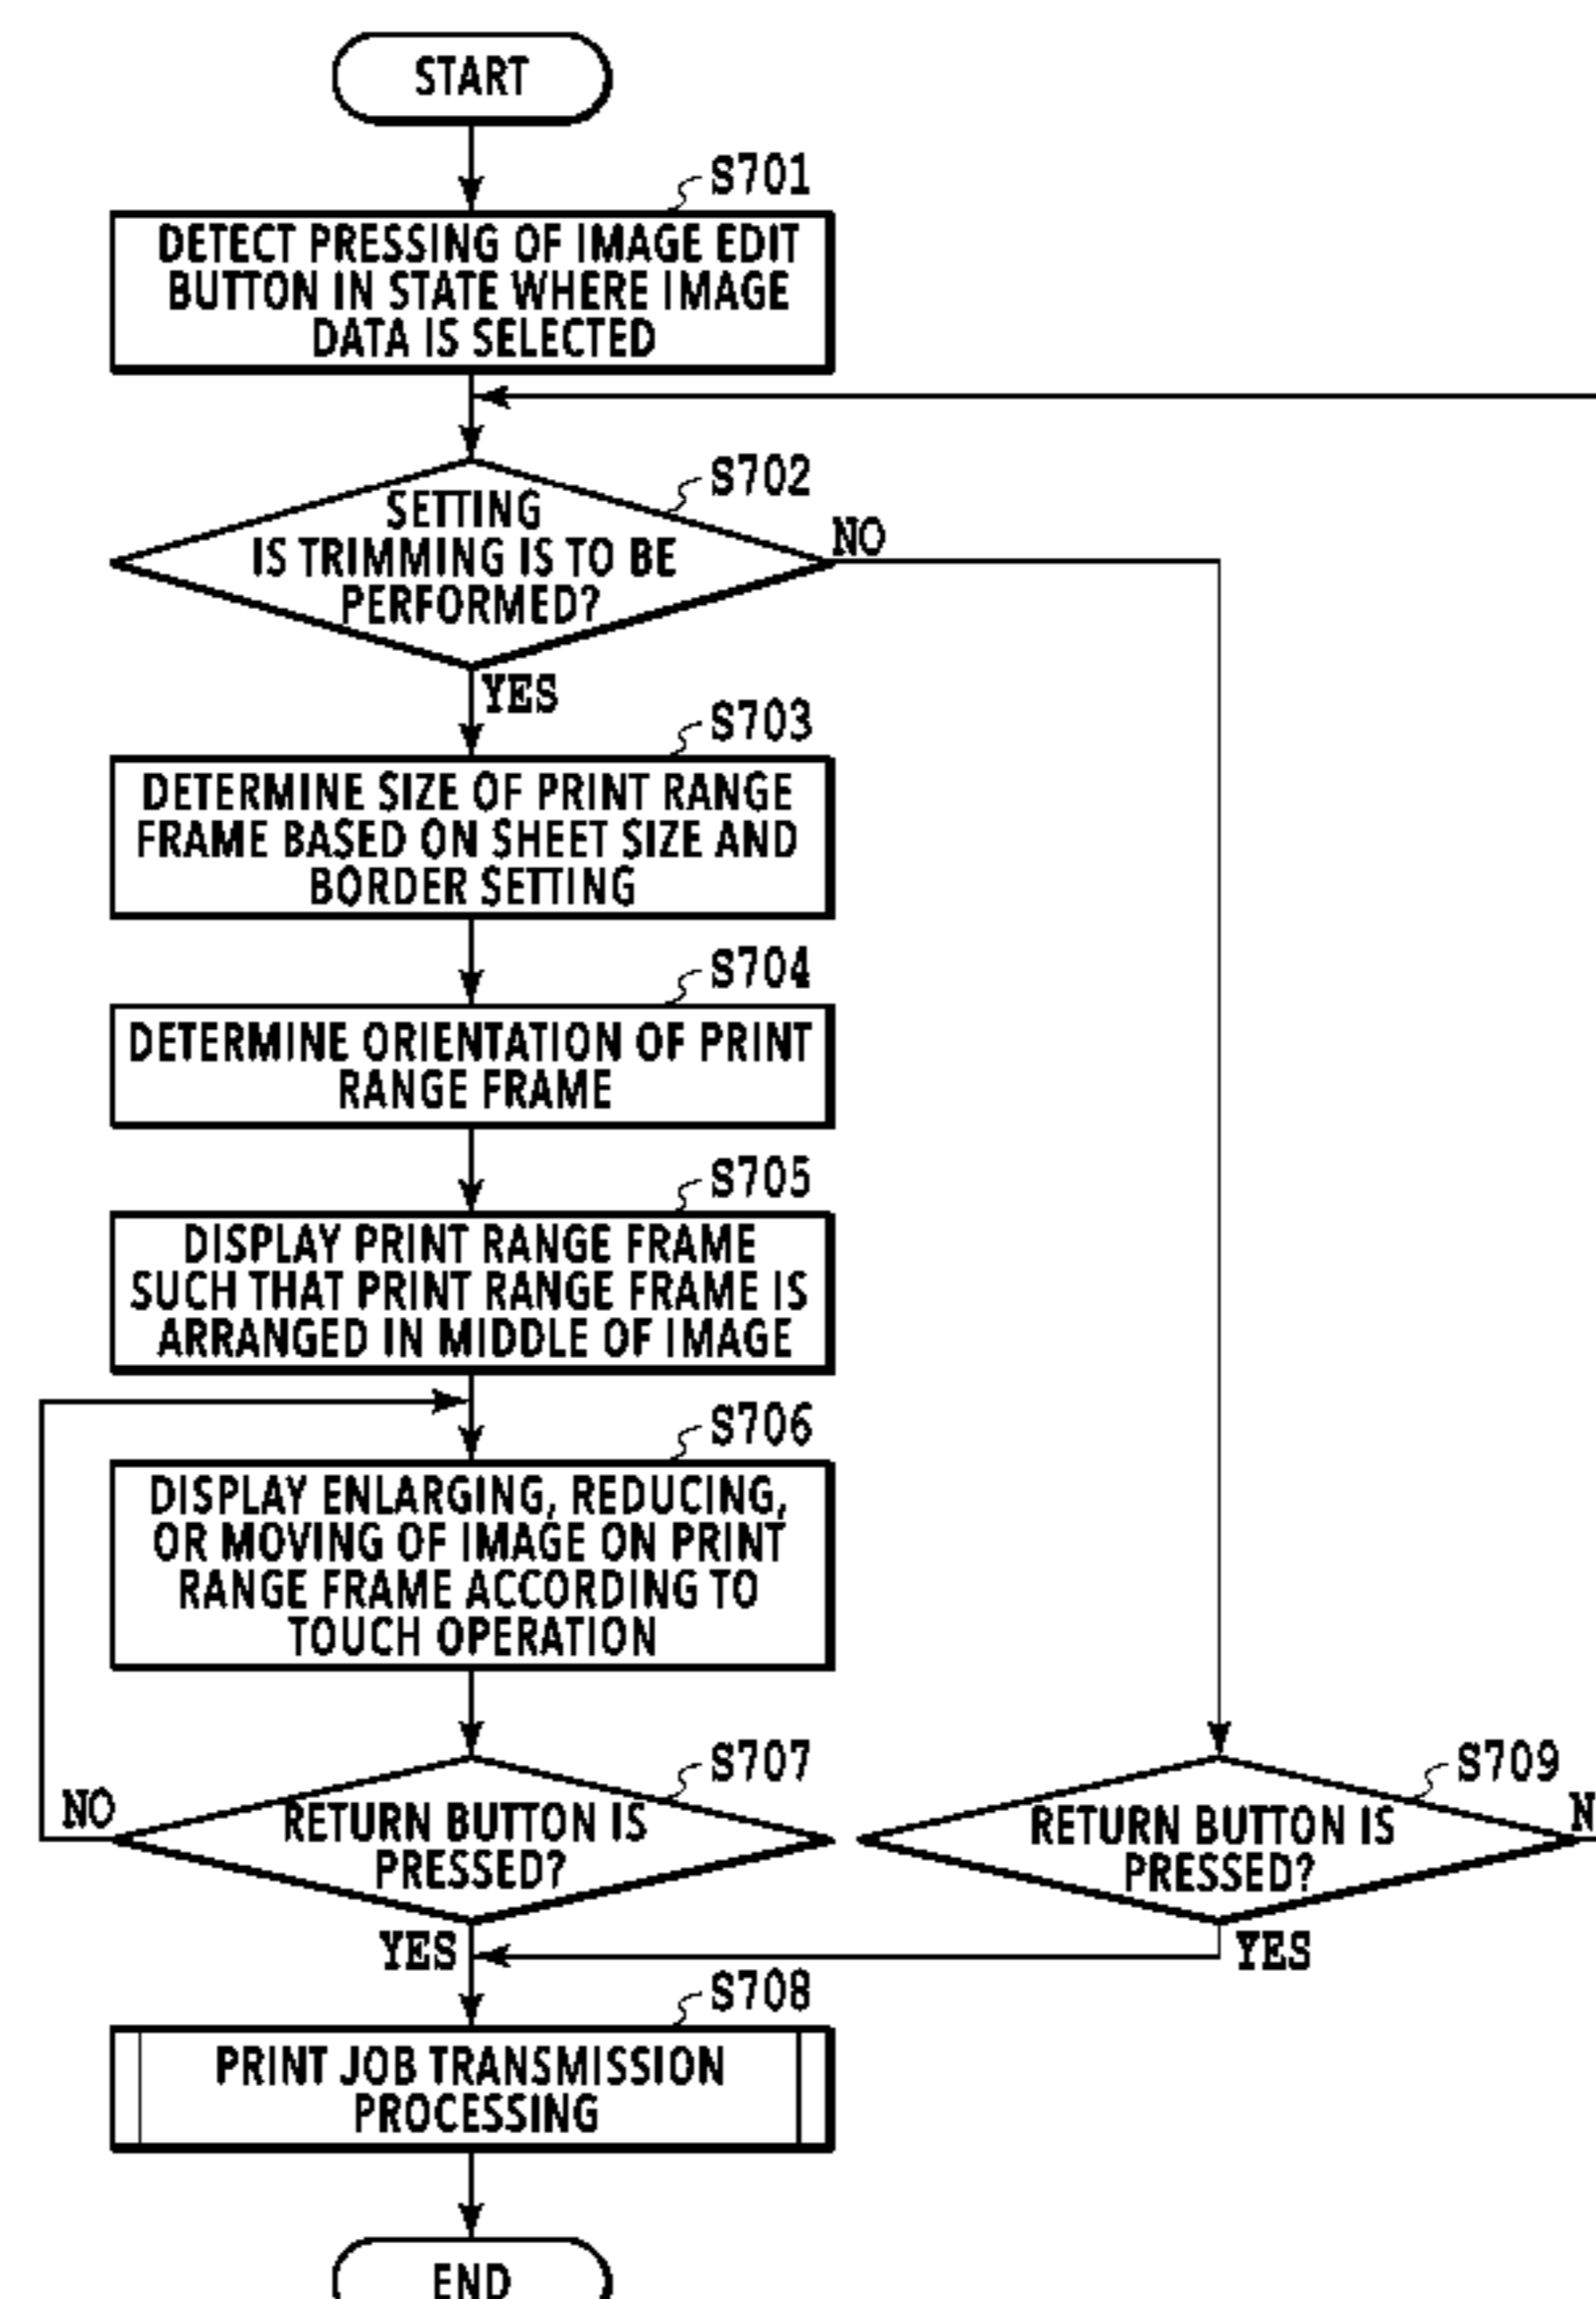 START
S701
DETECT PRESSING OF IMAGE EDIT
BUTTON IN STATE WHERE IMAGE
DATA IS SELECTED
S702
SETTING
IS TRIMMING IS TO BE
PERFORMED?
NO
YES
S703
DETERMINE SIZE OF PRINT RANGE
FRAME BASED ON SHEET SIZE AND
BORDER SETTING
S704
DETERMINE ORIENTATION OF PRINT
RANGE FRAME
S705
DISPLAY PRINT RANGE FRAME
SUCH THAT PRINT RANGE FRAME IS
ARRANGED IN MIDDLE OF IMAGE
S706
DISPLAY ENLARGING, REDUCING,
OR MOVING OF IMAGE ON PRINT
RANGE FRAME ACCORDING TO
TOUCH OPERATION
S707
NO
RETURN BUTTON IS
PRESSED?
YES
S709
RETURN BUTTON IS
PRESSED?
YES
S708
PRINT JOB TRANSMISSION
PROCESSING
END